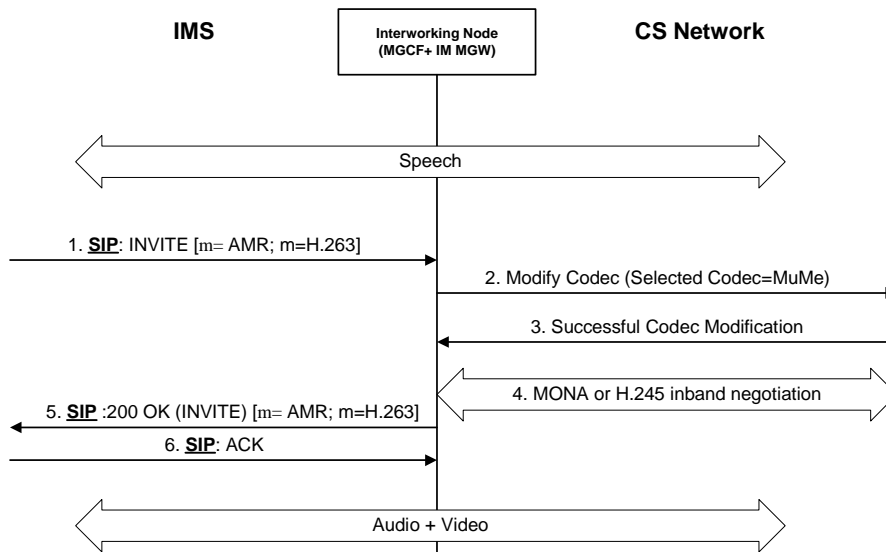 IMS
Interworking Node
(MGCF+ IM MGW)
CS Network
Speech
1. SIP: INVITE [m= AMR; m=H.263]
2. Modify Codec (Selected Codec=MuMe)
3. Successful Codec Modification
4. MONA or H.245 inband negotiation
5. SIP :200 OK (INVITE) [m= AMR; m=H.263]
6. SIP: ACK
Audio + Video